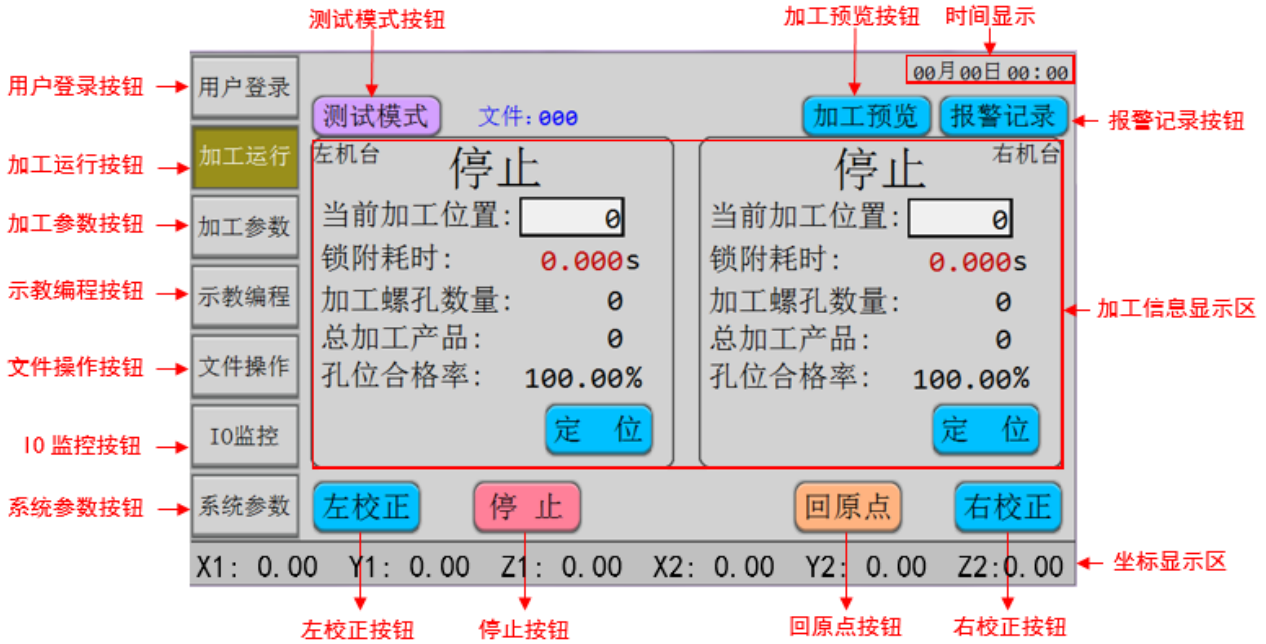 测试模式按钮
加工预览按钮 时间显示
用户登录按钮
用户登录
00月00日 00:00
测试模式
文件:000
加工预览
报警记录
报警记录按钮
加工运行按钮
加工运行
左机台
停止
当前加工位置: 0
锁附耗时: 0.000s
加工螺孔数量: 0
总加工产品: 0
孔位合格率: 100.00%
定 位
右机台
停止
当前加工位置: 0
锁附耗时: 0.000s
加工螺孔数量: 0
总加工产品: 0
孔位合格率: 100.00%
定 位
加工信息显示区
加工参数按钮
加工参数
示教编程按钮
示教编程
文件操作按钮
文件操作
IO 监控按钮
IO监控
系统参数按钮
系统参数
左校正
停 止
回原点
右校正
X1: 0.00 Y1: 0.00 Z1: 0.00 X2: 0.00 Y2: 0.00 Z2:0.00
坐标显示区
左校正按钮
停止按钮
回原点按钮
右校正按钮